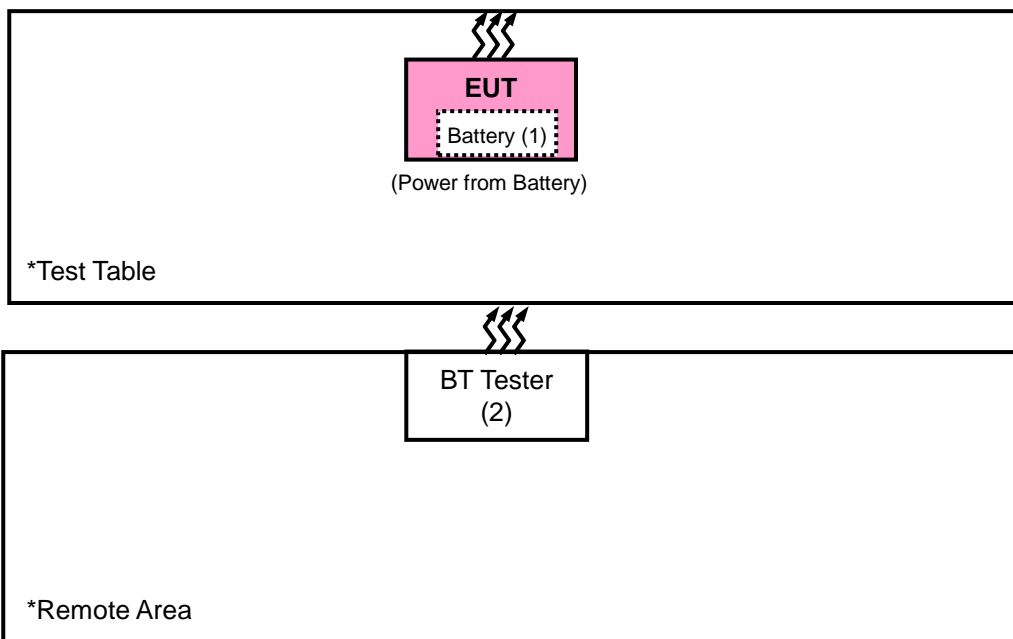 EUT
Battery (1)
(Power from Battery)
*Test Table
BT Tester
(2)
*Remote Area